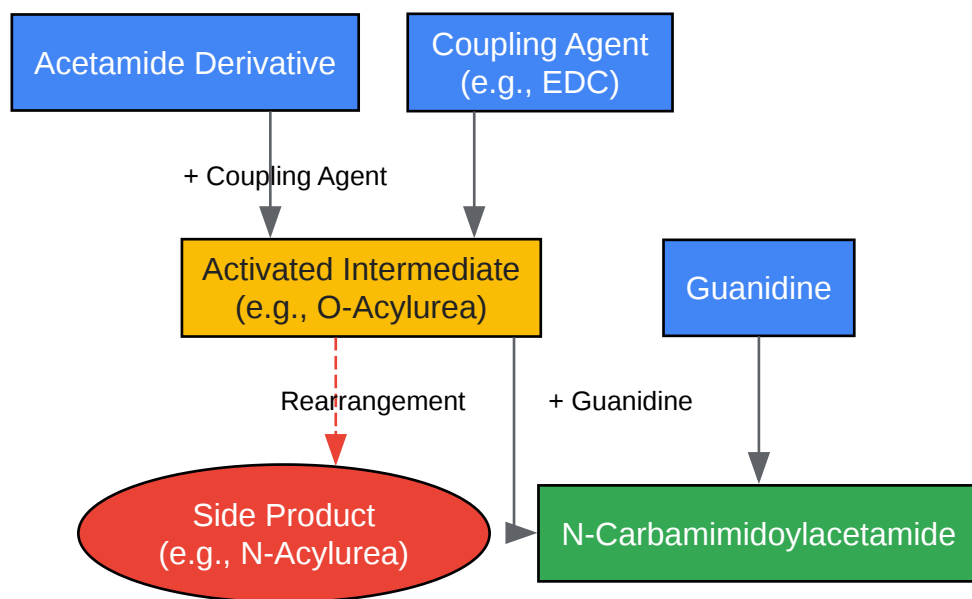 Acetamide Derivative
Coupling Agent
(e.g., EDC)
+ Coupling Agent
Activated Intermediate
(e.g., O-Acylurea)
Guanidine
Rearrangement
+ Guanidine
Side Product
(e.g., N-Acylurea)
N-Carbamimidoylacetamide